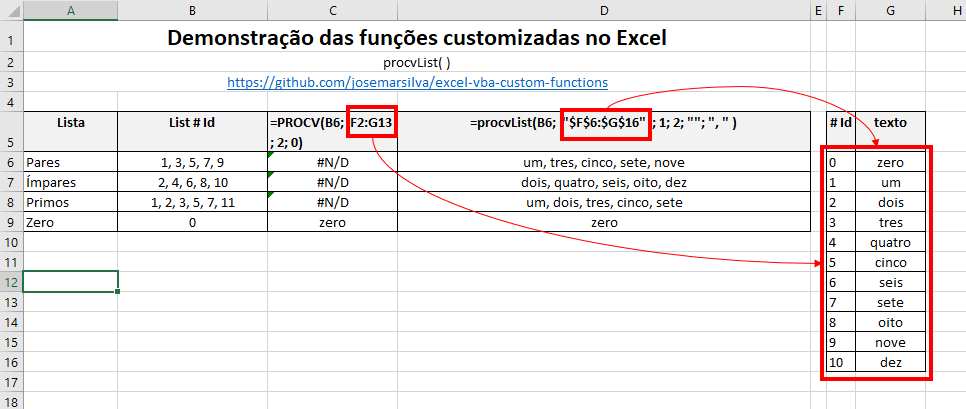 A B C D E F G H
1 Demonstração das funções customizadas no Excel
2 procvList( )
3 https://github.com/josemarsilva/excel-vba-custom-functions
4
5 Lista List # Id =PROCV(B6; F2:G13 ; 2; 0) =procvList(B6; "$F$6:$G$16" ; 1; 2; ""; ", " ) # Id texto
6 Pares 1, 3, 5, 7, 9 #N/D um, tres, cinco, sete, nove 0 zero
7 Ímpares 2, 4, 6, 8, 10 #N/D dois, quatro, seis, oito, dez 1 um
8 Primos 1, 2, 3, 5, 7, 11 #N/D um, dois, tres, cinco, sete 2 dois
9 Zero 0 zero zero 3 tres
10 4 quatro
11 5 cinco
12 6 seis
13 7 sete
14 8 oito
15 9 nove
16 10 dez
17
18